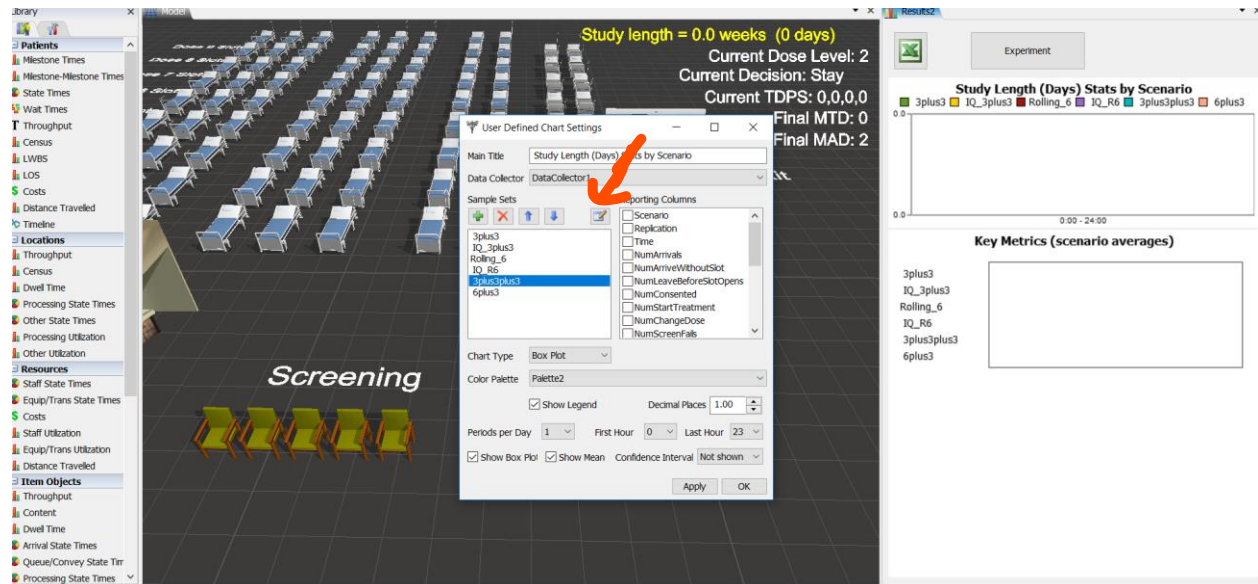 Library
Model
Results2
Patients
Milestone Times
Milestone-Milestone Times
State Times
Wait Times
Throughput
Census
LWBS
LOS
Costs
Distance Travelled
Timeline
Locations
Throughput
Census
Dwell Time
Processing State Times
Other State Times
Processing Utilization
Other Utilization
Resources
Staff State Times
Equip/Trans State Times
Costs
Staff Utilization
Equip/Trans Utilization
Distance Travelled
Item Objects
Throughput
Content
Dwell Time
Arrival State Times
Queue/Convey State Tim
Processing State Times
Study length = 0.0 weeks (0 days)
Current Dose Level: 2
Current Decision: Stay
Current TDPS: 0,0,0,0
Final MTD: 0
Final MAD: 2
Screening
User Defined Chart Settings
Main Title Study Length (Days) Stats by Scenario
Data Collector DataCollector1
Sample Sets
3plus3
IQ_3plus3
Rolling_6
IQ_R6
3plus3plus3
6plus3
Reporting Columns
Scenario
Replication
Time
NumArrivals
NumArriveWithoutSlot
NumLeaveBeforeSlotOpens
NumConsented
NumStartTreatment
NumChangeDose
NumScreenFails
Chart Type Box Plot
Color Palette Palette2
Show Legend Decimal Places 1.00
Periods per Day 1 First Hour 0 Last Hour 23
Show Box Plot Show Mean Confidence Interval Not shown
Apply OK
Experiment
Study Length (Days) Stats by Scenario
3plus3 IQ_3plus3 Rolling_6 IQ_R6 3plus3plus3 6plus3
0.0
0.0
0:00 - 24:00
Key Metrics (scenario averages)
3plus3
IQ_3plus3
Rolling_6
IQ_R6
3plus3plus3
6plus3